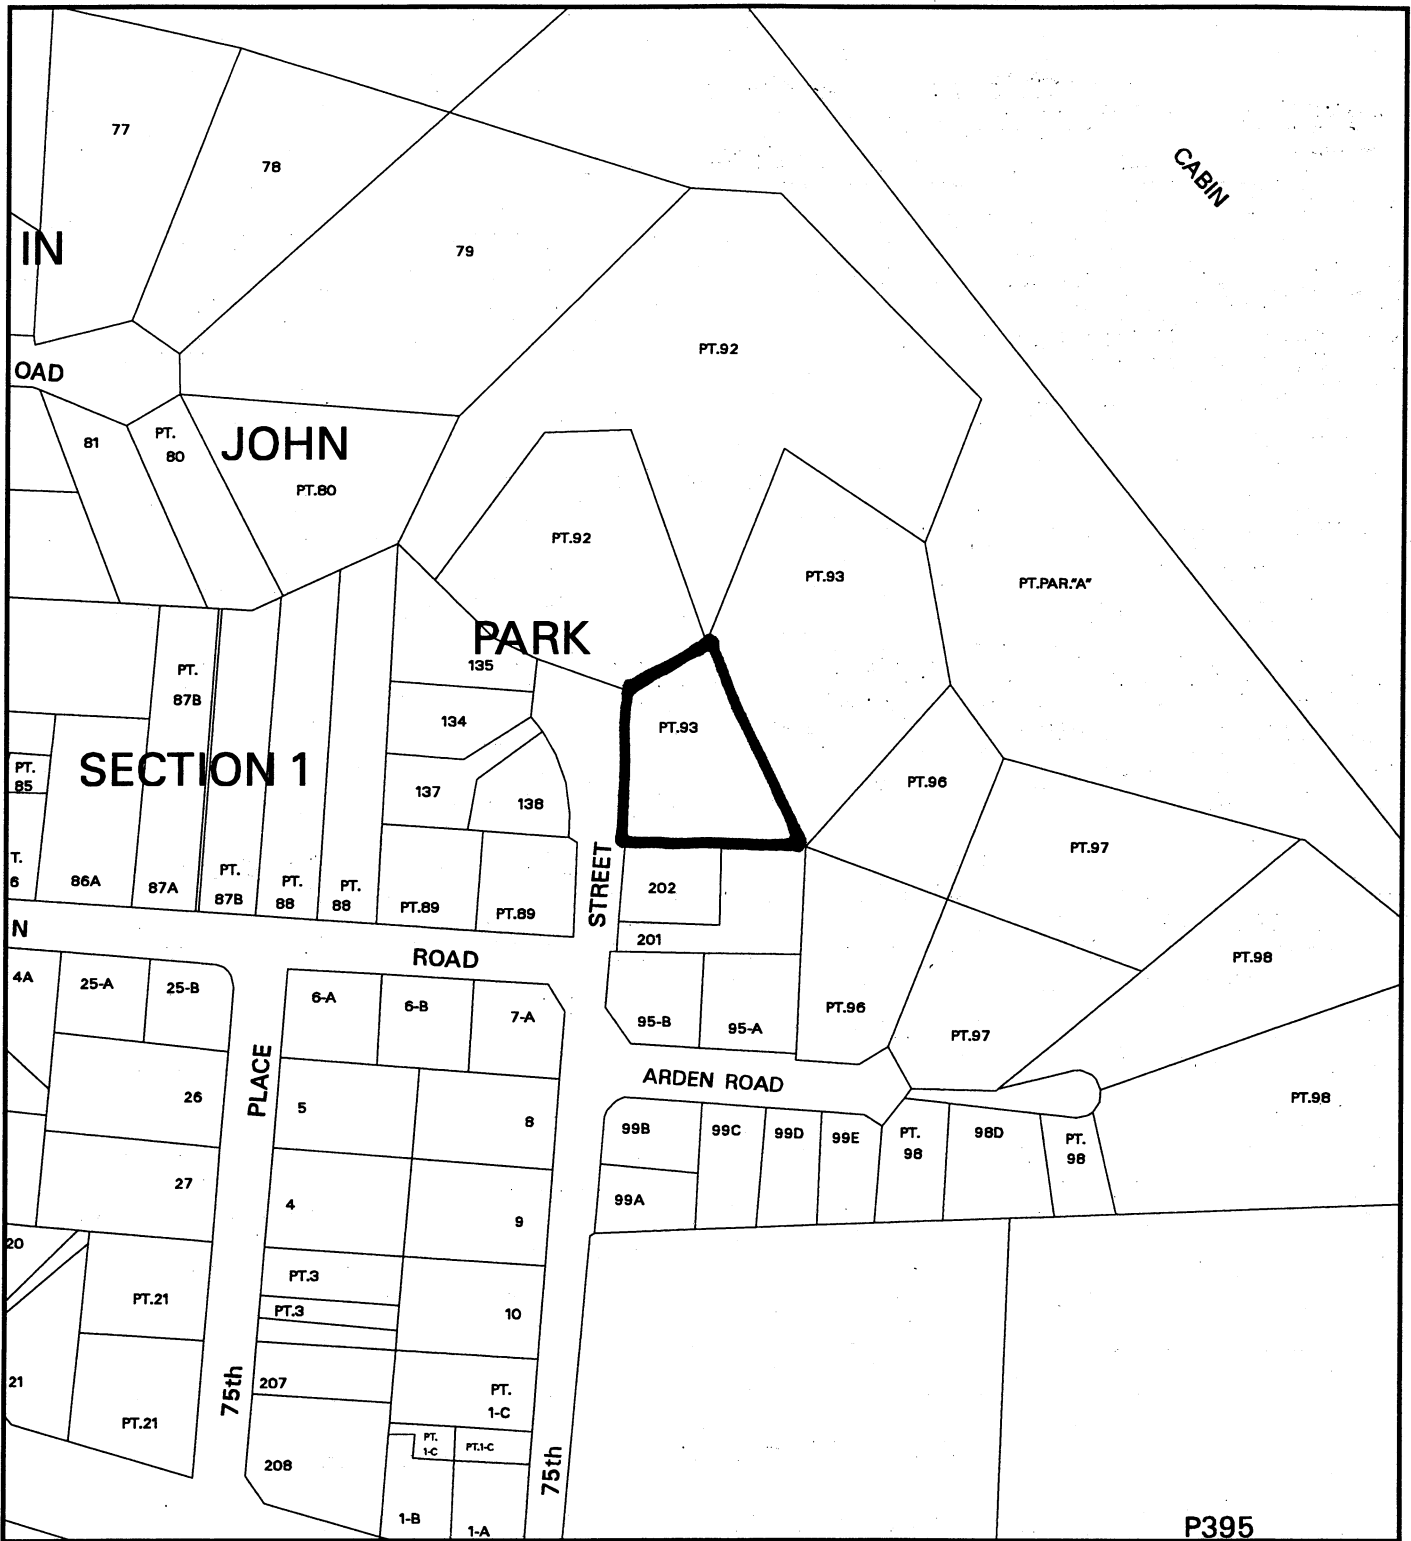 77
78
CABIN
IN
79
PT.92
OAD
81
PT.
80
JOHN
PT.80
PT.92
PT.93
PT.PAR."A"
PARK
135
PT.
87B
134
PT.93
SECTION 1
PT.
85
137
138
PT.96
PT.97
T.
6
86A
87A
PT.
87B
PT.
88
PT.
88
PT.89
PT.89
STREET
202
201
N
ROAD
PT.98
4A
25-A
25-B
6-A
6-B
7-A
95-B
95-A
PT.96
PT.97
PLACE
ARDEN ROAD
26
5
8
99B
99C
99D
99E
PT.
98
98D
PT.
98
PT.98
27
4
9
99A
20
PT.3
PT.3
PT.21
10
21
75th
207
PT.
1-C
PT.21
PT.
1-C
PT.1-C
208
75th
1-B
1-A
P395